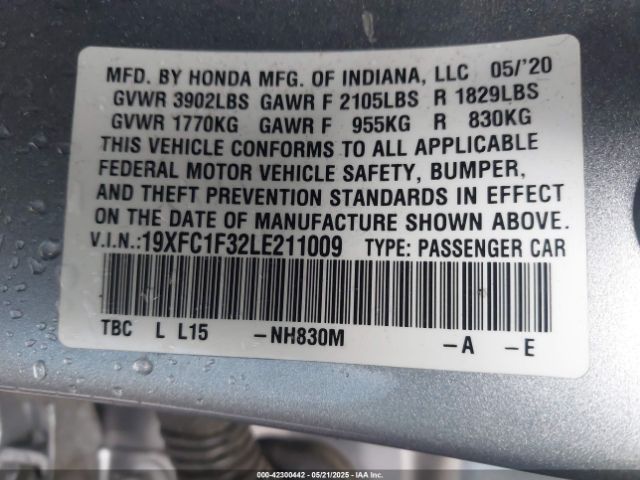 MFD. BY HONDA MFG. OF INDIANA, LLC 05/'20
GVWR 3902LBS GAWR F 2105LBS R 1829LBS
GVWR 1770KG GAWR F 955KG R 830KG
THIS VEHICLE CONFORMS TO ALL APPLICABLE
FEDERAL MOTOR VEHICLE SAFETY, BUMPER,
AND THEFT PREVENTION STANDARDS IN EFFECT
ON THE DATE OF MANUFACTURE SHOWN ABOVE.
V.I.N.: 19XFC1F32LE211009 TYPE: PASSENGER CAR
TBC L L15 -NH830M -A -E
000-42300442 - 05/21/2025 - IAAI.COM